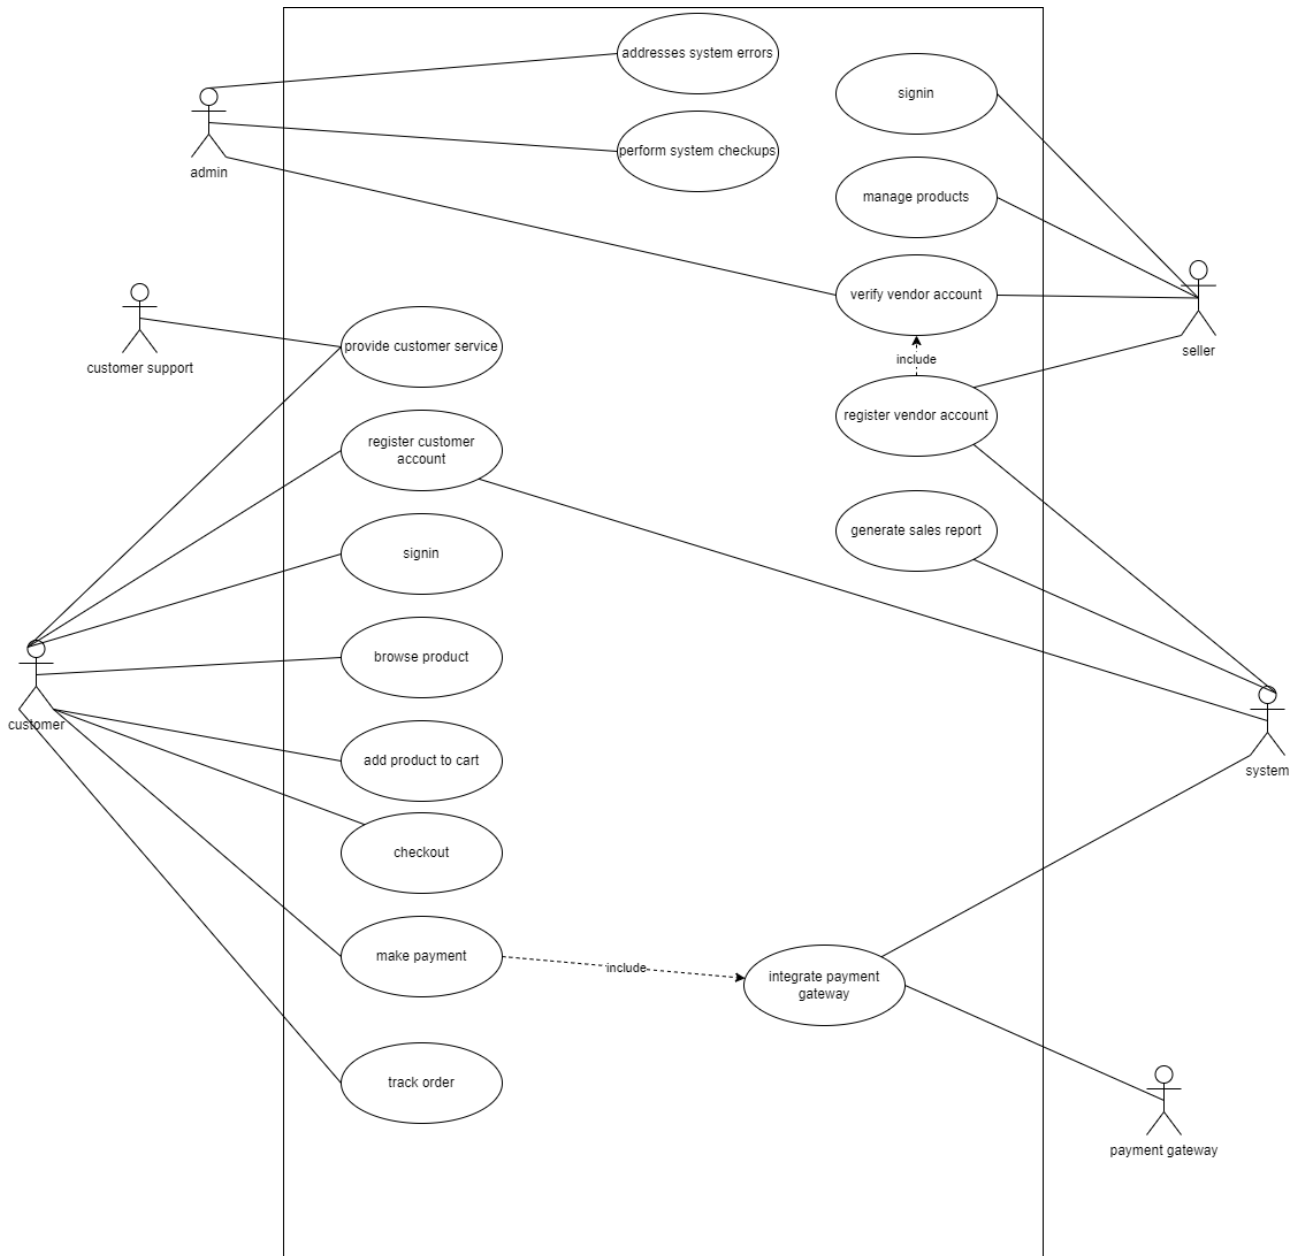 addresses system errors
signin
perform system checkups
admin
manage products
verify vendor account
provide customer service
customer support
include
seller
register vendor account
register customer
account
generate sales report
signin
browse product
customer
add product to cart
system
checkout
make payment
include
integrate payment
gateway
track order
payment gateway